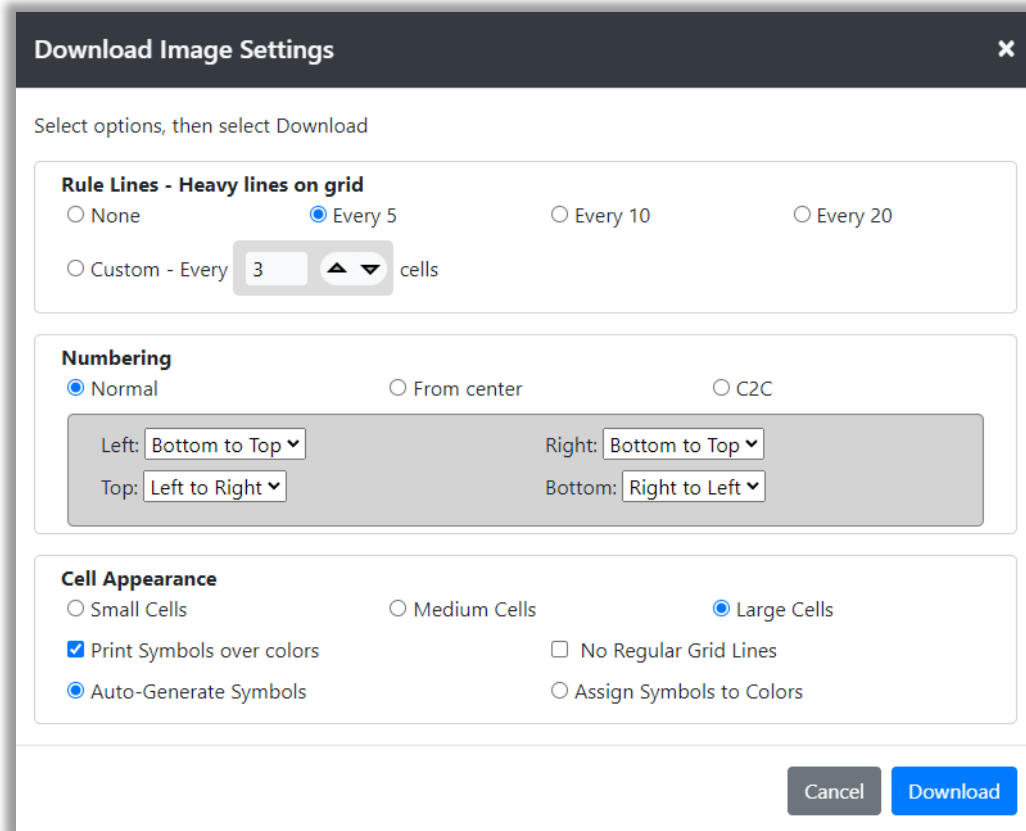 Download Image Settings
Select options, then select Download
Rule Lines - Heavy lines on grid
None Every 5 Every 10 Every 20
Custom - Every 3 cells
Numbering
Normal From center C2C
Left: Bottom to Top Right: Bottom to Top
Top: Left to Right Bottom: Right to Left
Cell Appearance
Small Cells Medium Cells Large Cells
Print Symbols over colors No Regular Grid Lines
Auto-Generate Symbols Assign Symbols to Colors
Cancel Download